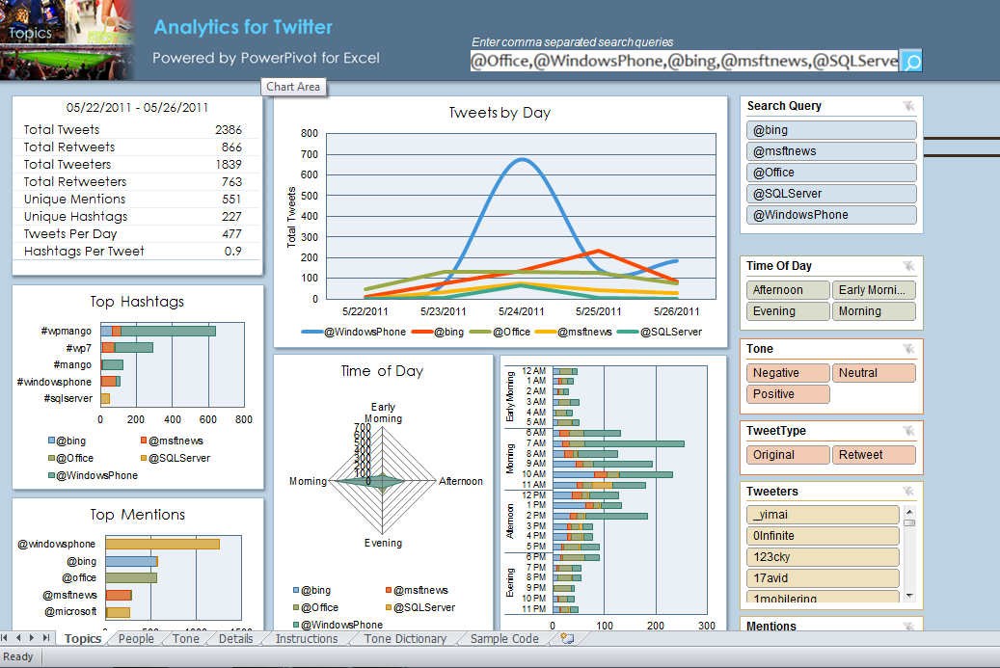 Topics
Analytics for Twitter
Powered by PowerPivot for Excel
Enter comma separated search queries
@Office,@WindowsPhone,@bing,@msftnews,@SQLServe
Chart Area
05/22/2011 - 05/26/2011
Total Tweets 2386
Total Retweets 866
Total Tweeters 1839
Total Retweeters 763
Unique Mentions 551
Unique Hashtags 227
Tweets Per Day 477
Hashtags Per Tweet 0.9
Tweets by Day
Total Tweets
800
700
600
500
400
300
200
100
0
5/22/2011 5/23/2011 5/24/2011 5/25/2011 5/26/2011
@WindowsPhone @bing @Office @msftnews @SQLServer
Search Query
@bing
@msftnews
@Office
@SQLServer
@WindowsPhone
Time Of Day
Afternoon Early Morni...
Evening Morning
Tone
Negative Neutral
Positive
TweetType
Original Retweet
Tweeters
_yimai
0Infinite
123cky
17avid
1mobilering
Mentions
Top Hashtags
#wpmango
#wp7
#mango
#windowsphone
#sqlserver
0 200 400 600 800
@bing @msftnews
@Office @SQLServer
@WindowsPhone
Top Mentions
@windowsphone
@bing
@office
@msftnews
@microsoft
0 500 1000 1500
Time of Day
Early
Morning
700
600
500
400
300
200
100
0
Morning Afternoon
Evening
@bing @msftnews
@Office @SQLServer
@WindowsPhone
Early Morning
12 AM
1 AM
2 AM
3 AM
4 AM
5 AM
Morning
6 AM
7 AM
8 AM
9 AM
10 AM
11 AM
Afternoon
12 PM
1 PM
2 PM
3 PM
4 PM
5 PM
Evening
6 PM
7 PM
8 PM
9 PM
10 PM
11 PM
0 100 200 300
Topics People Tone Details Instructions Tone Dictionary Sample Code
Ready